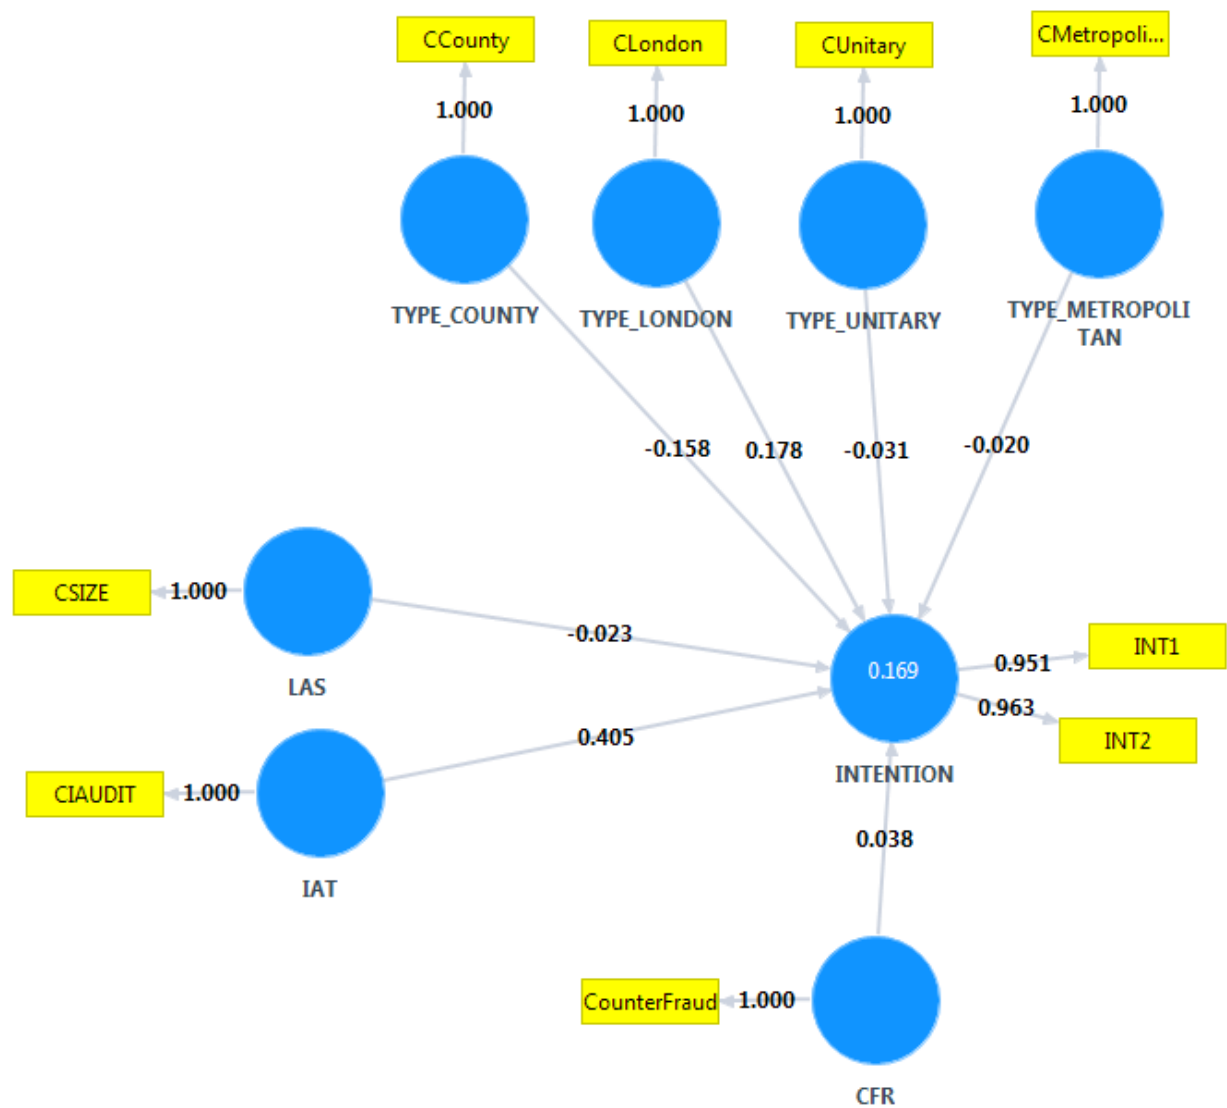 CCounty
CLondon
CUnitary
CMetropoli...
1.000
1.000
1.000
1.000
TYPE_COUNTY
TYPE_LONDON
TYPE_UNITARY
TYPE_METROPOLI
TAN
-0.158
0.178
-0.031
-0.020
CSIZE
1.000
LAS
-0.023
0.169
0.951
INT1
0.963
INT2
INTENTION
CIAUDIT
1.000
IAT
0.405
0.038
CounterFraud
1.000
CFR